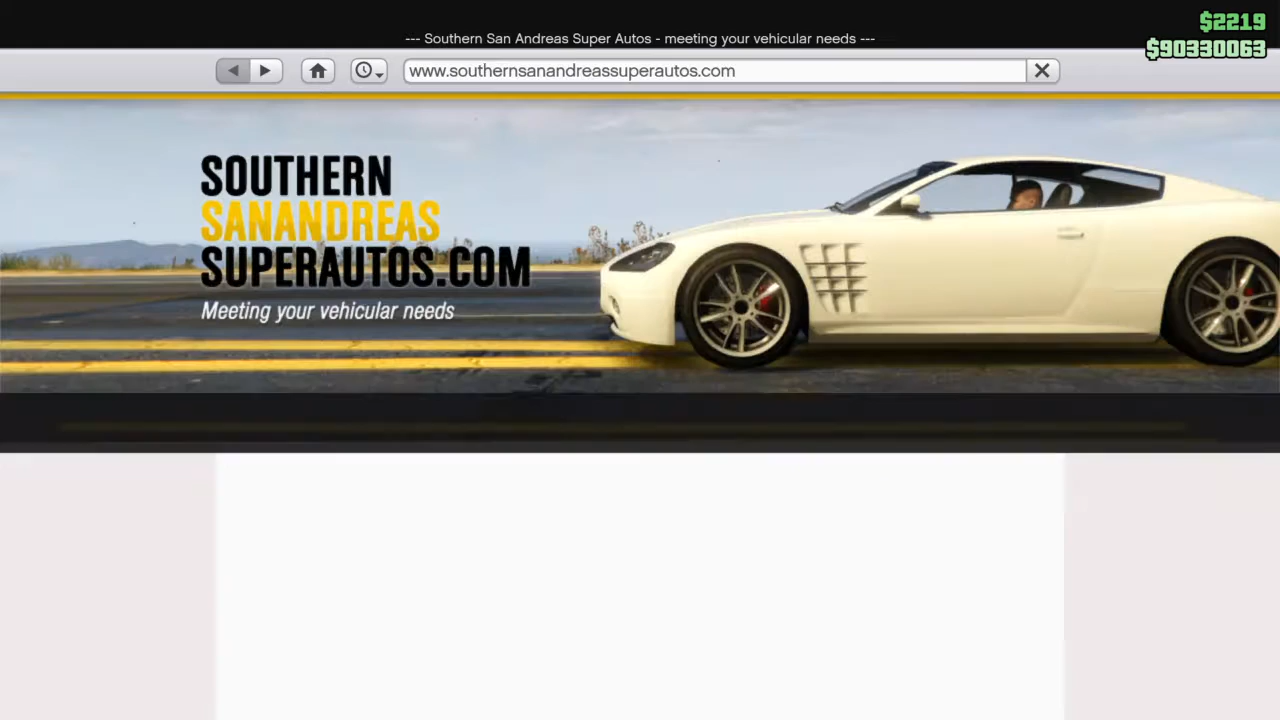 $2219
--- Southern San Andreas Super Autos - meeting your vehicular needs ---
$90330063
www.southernsanandreassuperautos.com
SOUTHERN
SANANDREAS
SUPERAUTOS.COM
Meeting your vehicular needs